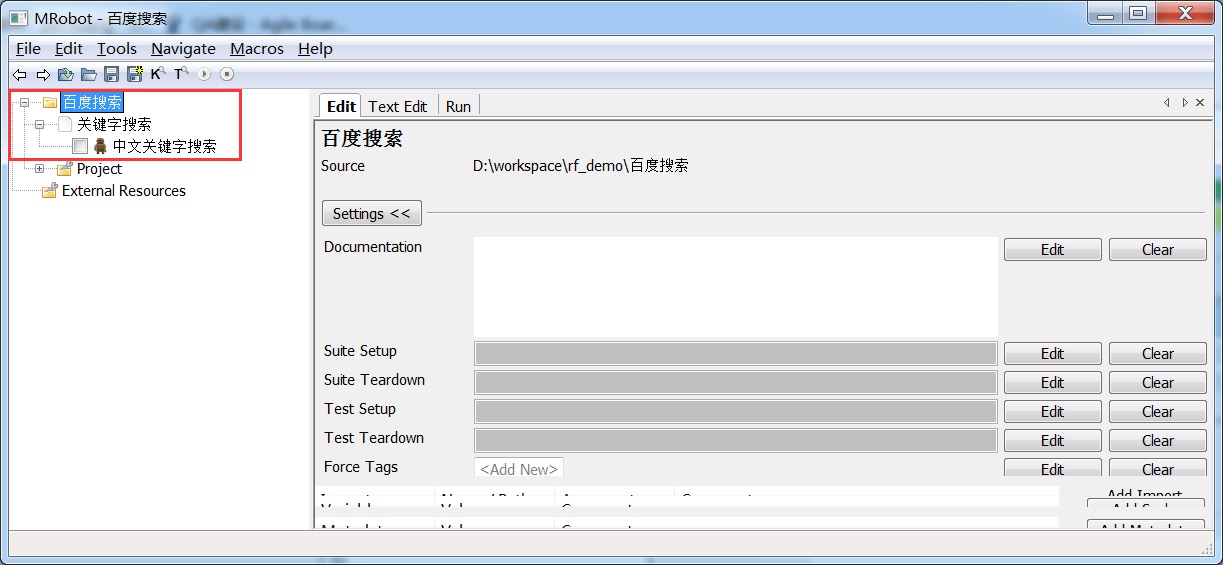 MRobot - 百度搜索
File Edit Tools Navigate Macros Help
百度搜索
关键字搜索
中文关键字搜索
Project
External Resources
Edit Text Edit Run
百度搜索
Source D:\workspace\rf_demo\百度搜索
Settings <<
Documentation Edit Clear
Suite Setup Edit Clear
Suite Teardown Edit Clear
Test Setup Edit Clear
Test Teardown Edit Clear
Force Tags <Add New> Edit Clear
Add Import
Add Metadata